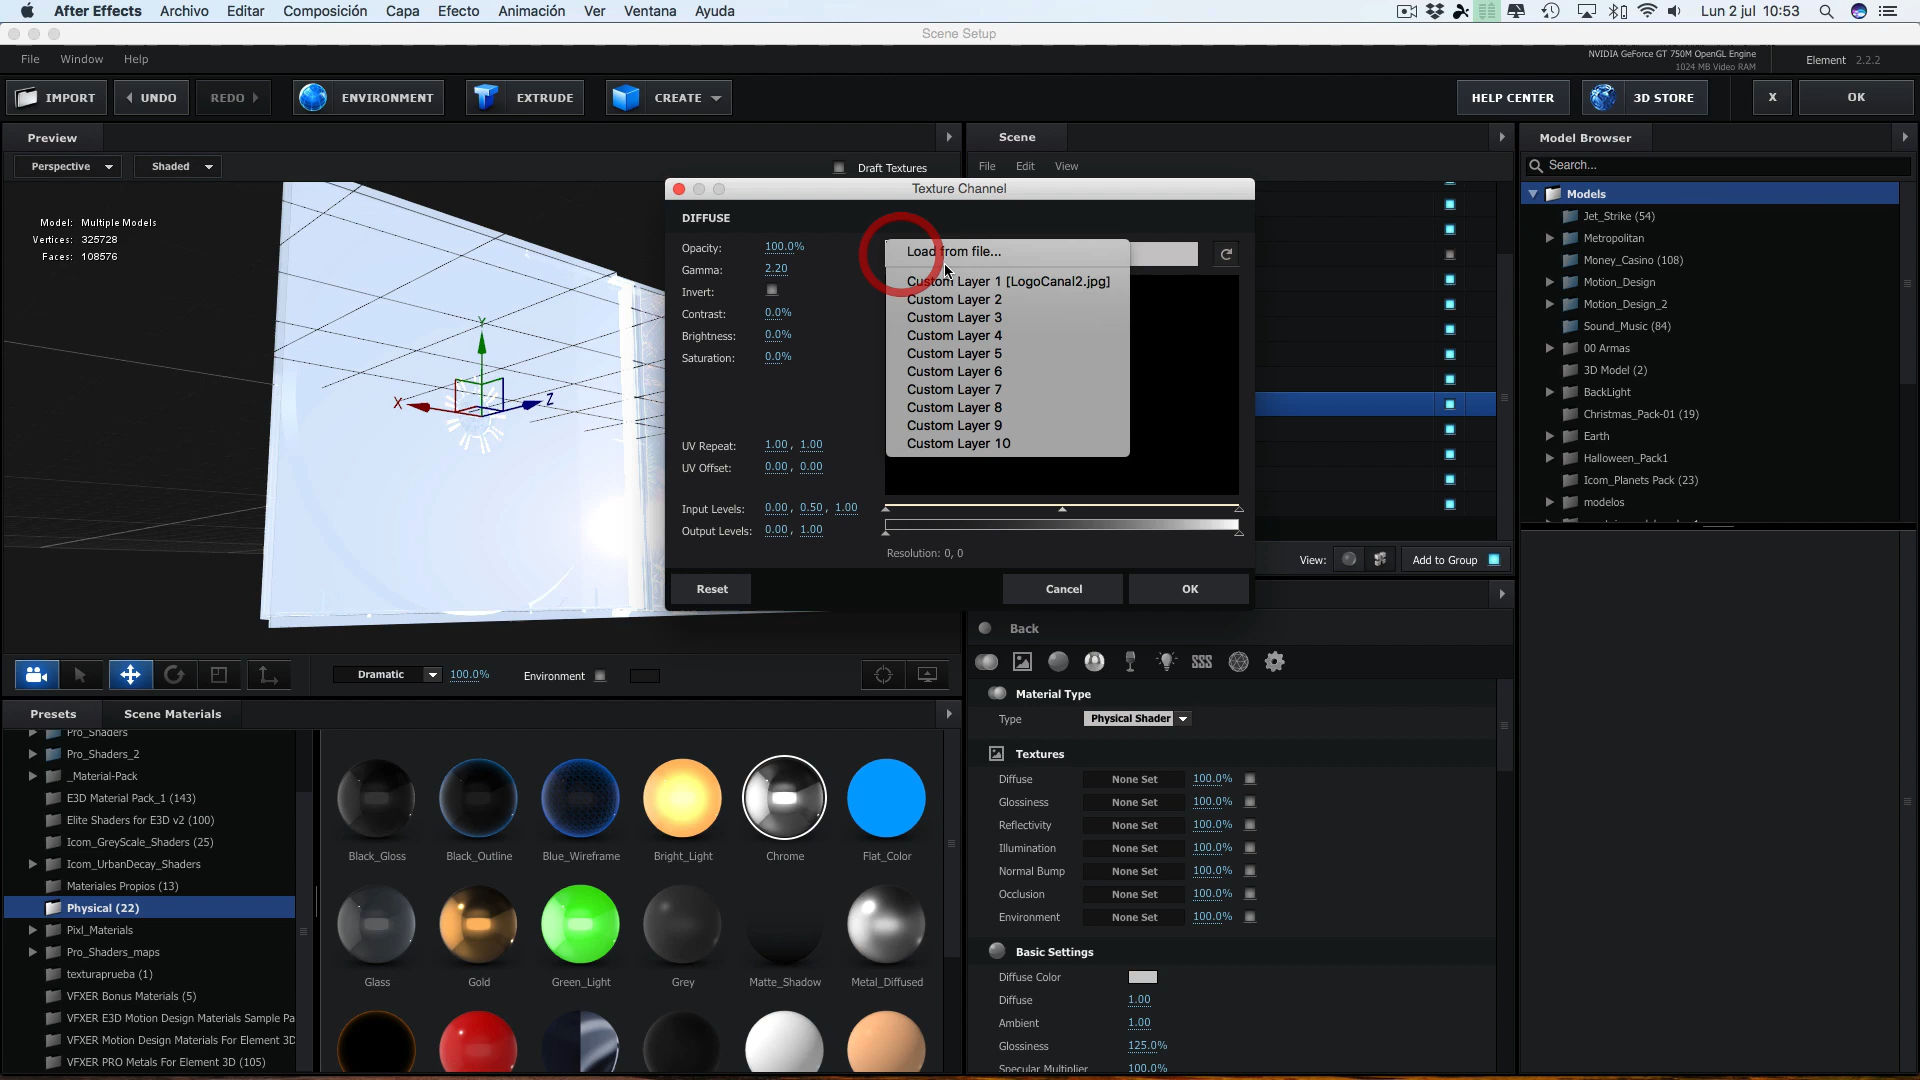 After Effects Archivo Editar Composición Capa Efecto Animación Ver Ventana Ayuda Lun 2 jul 10:53
Scene Setup
File Window Help
NVIDIA GeForce GT 750M OpenGL Engine
1024 MB Video RAM
Element 2.2.2
IMPORT UNDO REDO ENVIRONMENT EXTRUDE CREATE HELP CENTER 3D STORE X OK
Preview
Perspective Shaded Draft Textures
Model: Multiple Models
Vertices: 325728
Faces: 108576
X Y Z
Texture Channel
DIFFUSE
Opacity: 100.0%
Gamma: 2.20
Invert:
Contrast: 0.0%
Brightness: 0.0%
Saturation: 0.0%
UV Repeat: 1.00, 1.00
UV Offset: 0.00, 0.00
Input Levels: 0.00, 0.50, 1.00
Output Levels: 0.00, 1.00
Load from file...
Custom Layer 1 [LogoCanal2.jpg]
Custom Layer 2
Custom Layer 3
Custom Layer 4
Custom Layer 5
Custom Layer 6
Custom Layer 7
Custom Layer 8
Custom Layer 9
Custom Layer 10
Resolution: 0, 0
Reset Cancel OK
Scene
File Edit View
View: Add to Group
Model Browser
Search...
Models
Jet_Strike (54)
Metropolitan
Money_Casino (108)
Motion_Design
Motion_Design_2
Sound_Music (84)
00 Armas
3D Model (2)
BackLight
Christmas_Pack-01 (19)
Earth
Halloween_Pack1
Icom_Planets Pack (23)
modelos
Dramatic 100.0% Environment
Presets Scene Materials
Pro_Shaders
Pro_Shaders_2
_Material-Pack
E3D Material Pack_1 (143)
Elite Shaders for E3D v2 (100)
Icom_GreyScale_Shaders (25)
Icom_UrbanDecay_Shaders
Materiales Propios (13)
Physical (22)
Pixl_Materials
Pro_Shaders_maps
texturaprueba (1)
VFXER Bonus Materials (5)
VFXER E3D Motion Design Materials Sample Pa
VFXER Motion Design Materials For Element 3D
VFXER PRO Metals For Element 3D (105)
Black_Gloss Black_Outline Blue_Wireframe Bright_Light Chrome Flat_Color
Glass Gold Green_Light Grey Matte_Shadow Metal_Diffused
Back
SSS
Material Type
Type Physical Shader
Textures
Diffuse None Set 100.0%
Glossiness None Set 100.0%
Reflectivity None Set 100.0%
Illumination None Set 100.0%
Normal Bump None Set 100.0%
Occlusion None Set 100.0%
Environment None Set 100.0%
Basic Settings
Diffuse Color
Diffuse 1.00
Ambient 1.00
Glossiness 125.0%
Specular Multiplier 100.0%